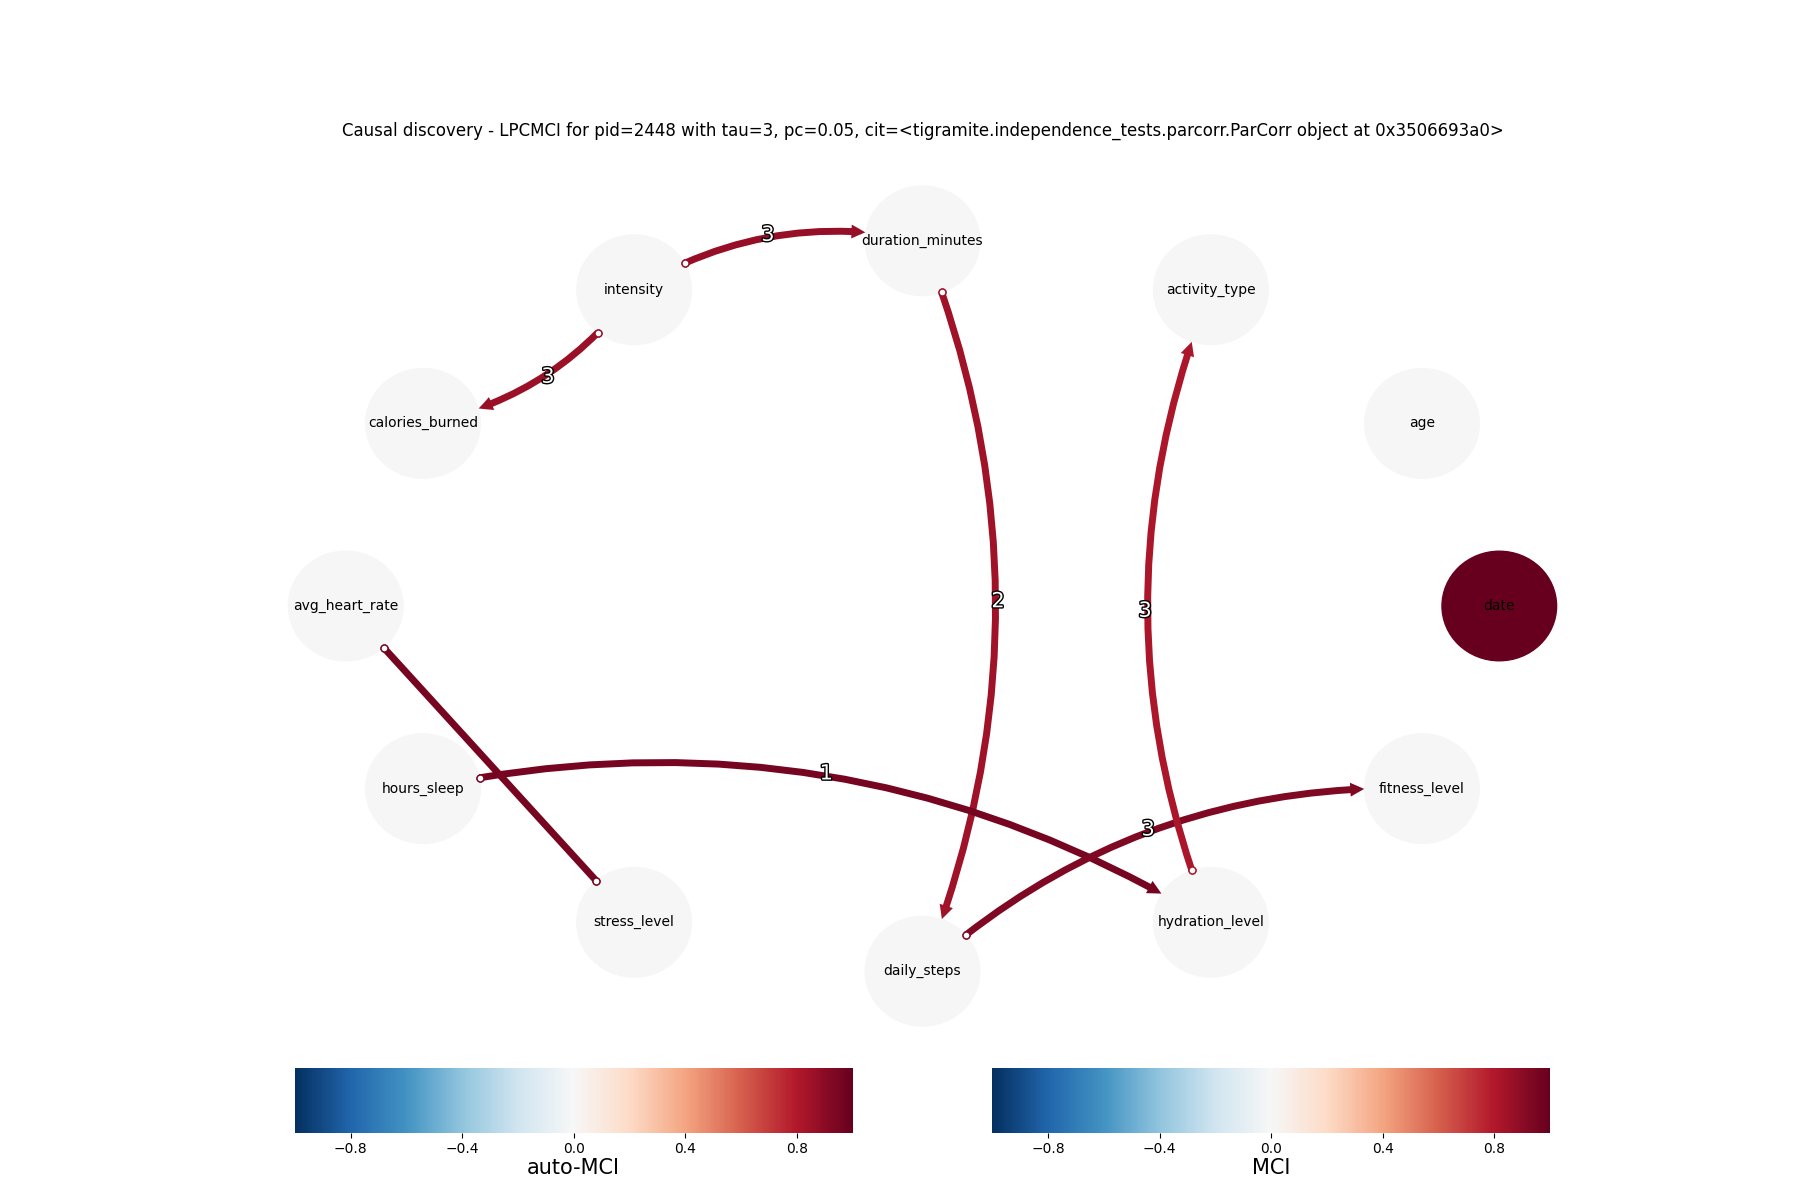 Causal discovery - LPCMCI for pid=2448 with tau=3, pc=0.05, cit=<tigramite.independence_tests.parcorr.ParCorr object at 0x3506693a0>
3
duration_minutes
intensity
activity_type
3
calories_burned
age
avg_heart_rate
2
3
date
1
hours_sleep
fitness_level
3
stress_level
hydration_level
daily_steps
−0.8 −0.4 0.0 0.4 0.8
auto-MCI
−0.8 −0.4 0.0 0.4 0.8
MCI